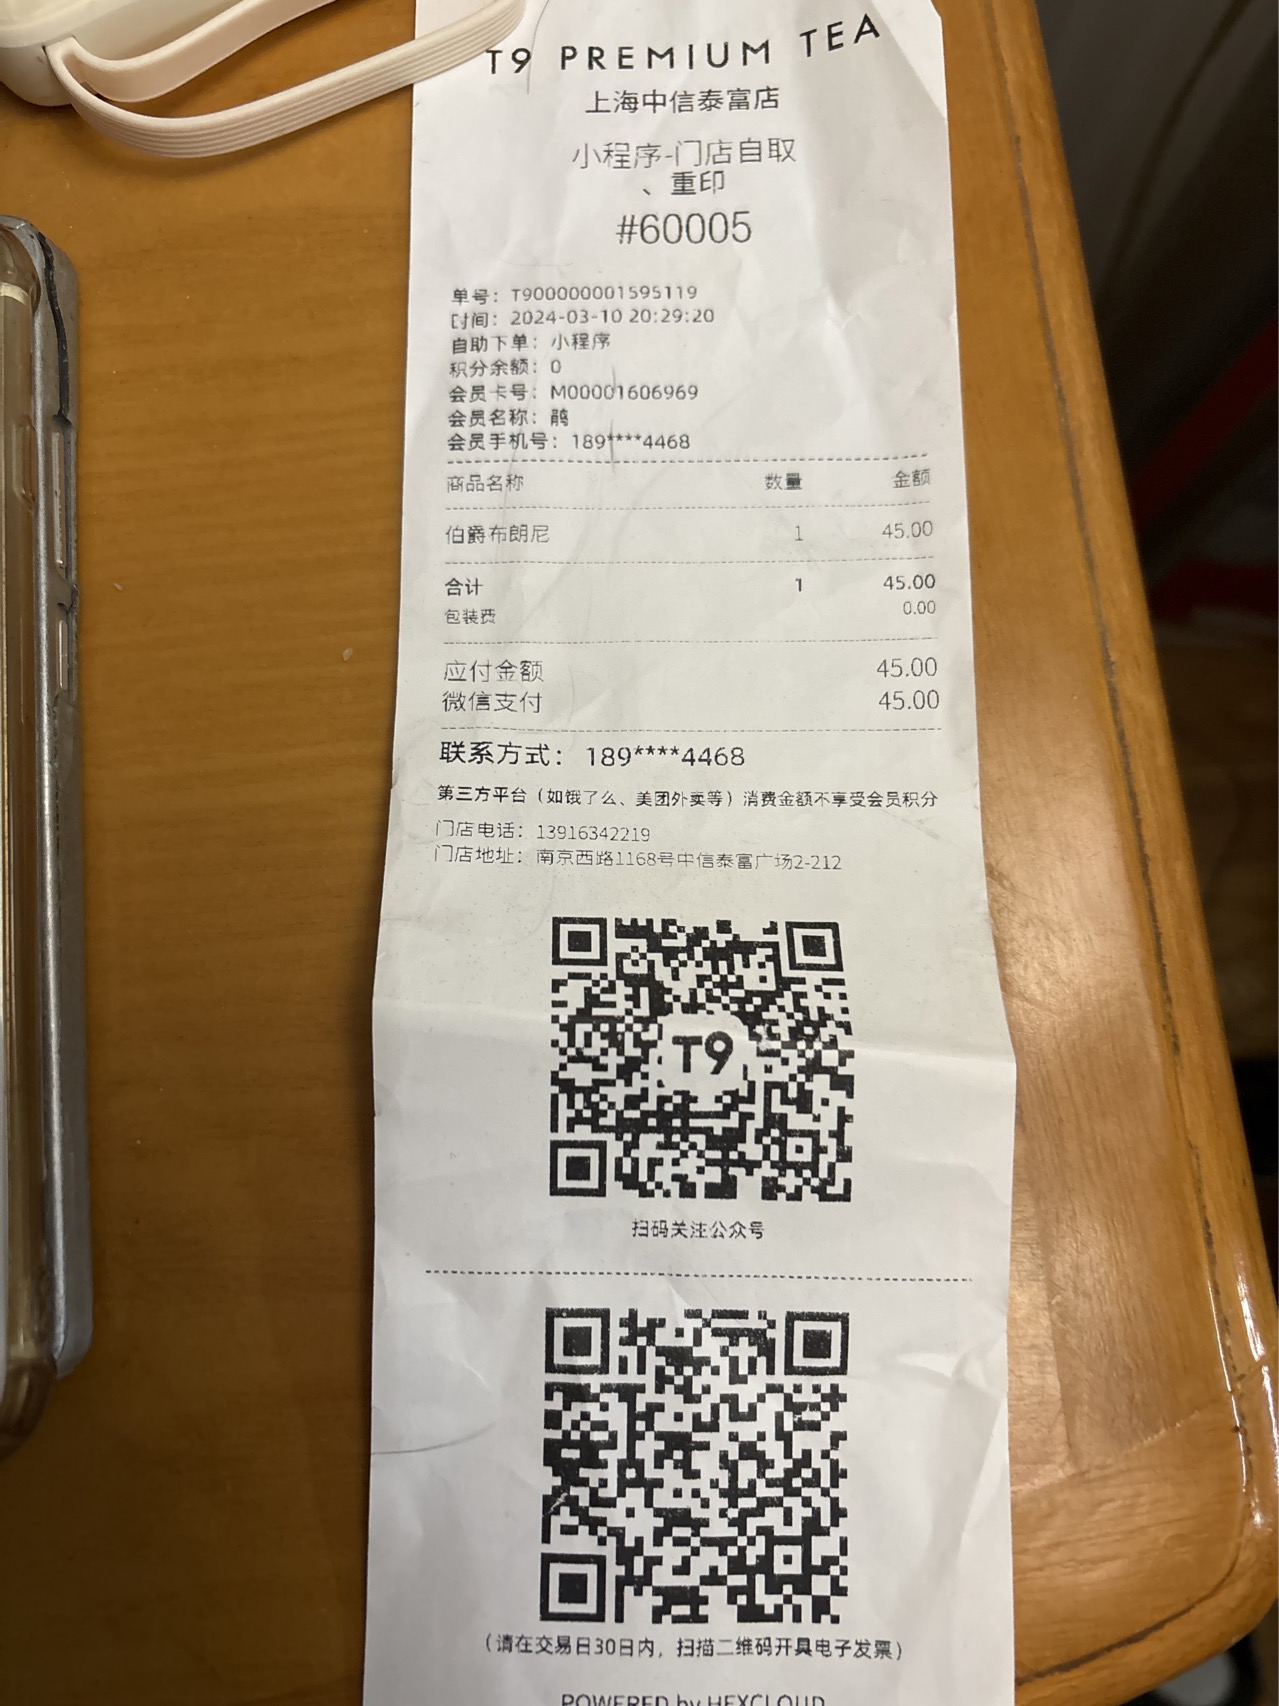 T9 PREMIUM TEA
上海中信泰富店
小程序-门店自取
、重印
#60005
单号：T900000001595119
时间：2024-03-10 20:29:20
自助下单：小程序
积分余额：0
会员卡号：M00001606969
会员名称：鹃
会员手机号：189****4468
商品名称 数量 金额
伯爵布朗尼 1 45.00
合计 1 45.00
包装费 0.00
应付金额 45.00
微信支付 45.00
联系方式：189****4468
第三方平台（如饿了么、美团外卖等）消费金额不享受会员积分
门店电话：13916342219
门店地址：南京西路1168号中信泰富广场2-212
T9
扫码关注公众号
（请在交易日30日内，扫描二维码开具电子发票）
POWERED by HEXCLOUD